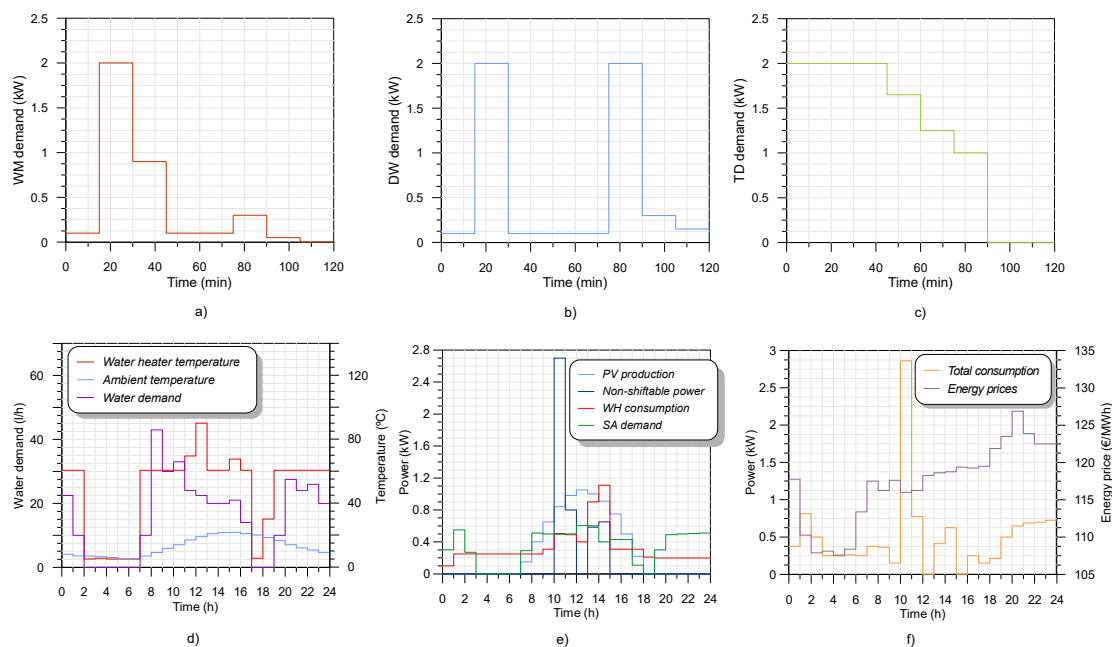 2.5
2
1.5
1
0.5
0
WM demand (kW)
0 20 40 60 80 100 120
Time (min)
a)
2.5
2
1.5
1
0.5
0
DW demand (kW)
0 20 40 60 80 100 120
Time (min)
b)
2.5
2
1.5
1
0.5
0
TD demand (kW)
0 20 40 60 80 100 120
Time (min)
c)
Water heater temperature
Ambient temperature
Water demand
60
40
20
0
Water demand (l/h)
120
80
40
0
Temperature (ºC)
0 2 4 6 8 10 12 14 16 18 20 22 24
Time (h)
d)
PV production
Non-shiftable power
WH consumption
SA demand
2.8
2.4
2
1.6
1.2
0.8
0.4
0
Power (kW)
0 2 4 6 8 10 12 14 16 18 20 22 24
Time (h)
e)
Total consumption
Energy prices
3
2.5
2
1.5
1
0.5
0
Power (kW)
135
130
125
120
115
110
105
Energy price (€/MWh)
0 2 4 6 8 10 12 14 16 18 20 22 24
Time (h)
f)